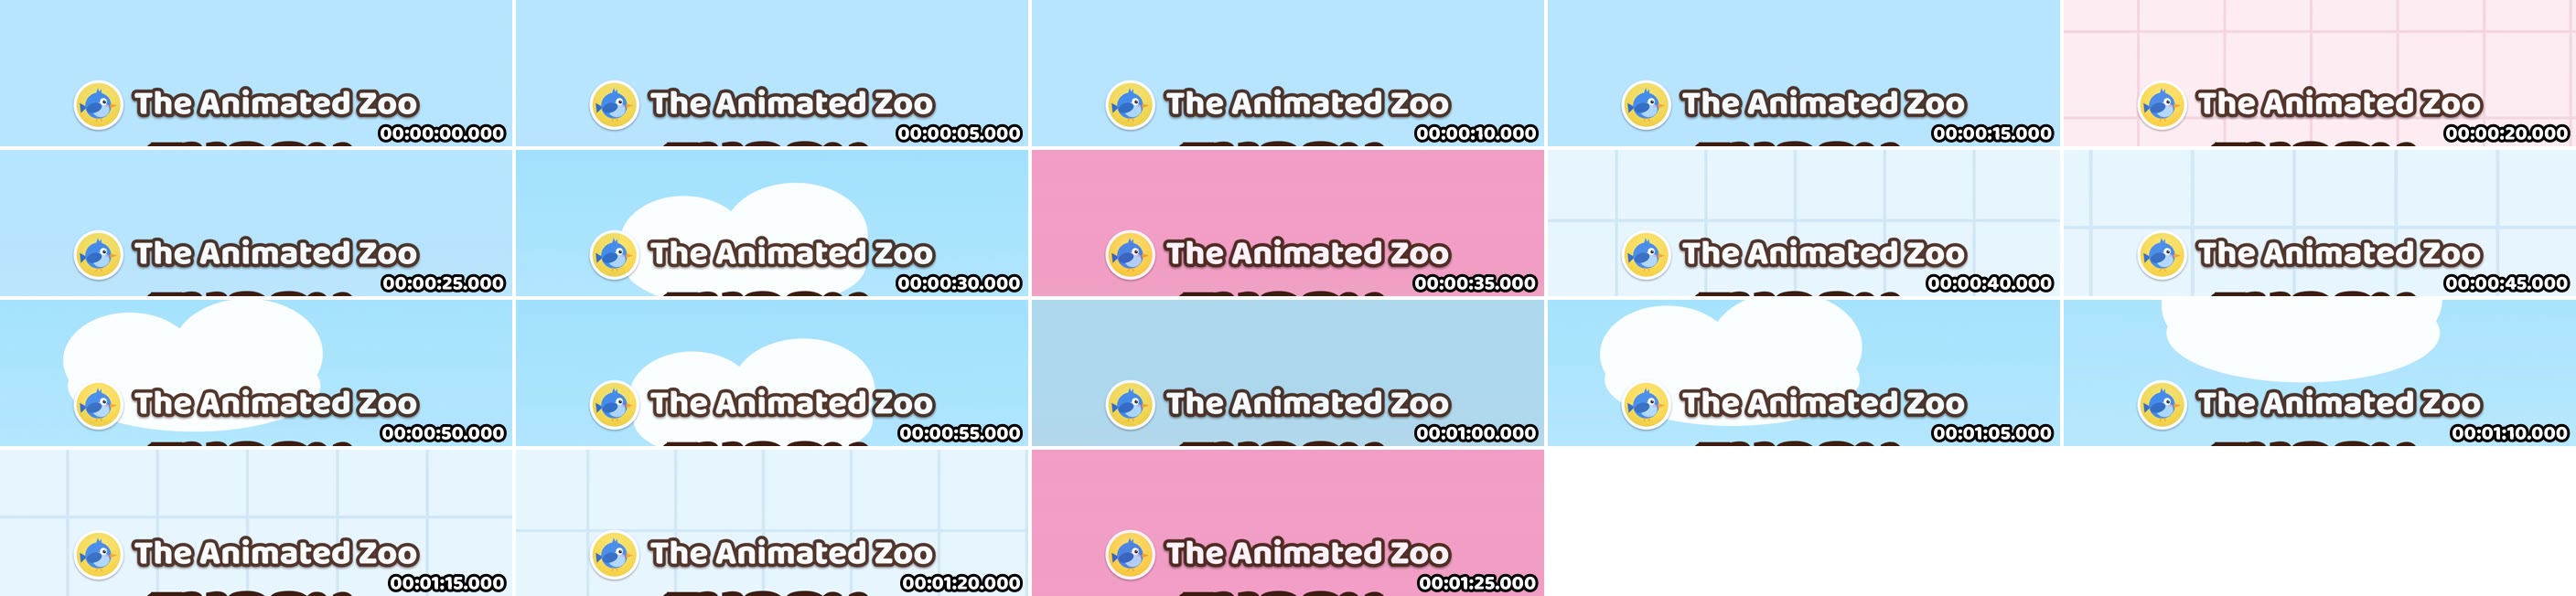 The Animated Zoo
00:00:00.000
The Animated Zoo
00:00:05.000
The Animated Zoo
00:00:10.000
The Animated Zoo
00:00:15.000
The Animated Zoo
00:00:20.000
The Animated Zoo
00:00:25.000
The Animated Zoo
00:00:30.000
The Animated Zoo
00:00:35.000
The Animated Zoo
00:00:40.000
The Animated Zoo
00:00:45.000
The Animated Zoo
00:00:50.000
The Animated Zoo
00:00:55.000
The Animated Zoo
00:01:00.000
The Animated Zoo
00:01:05.000
The Animated Zoo
00:01:10.000
The Animated Zoo
00:01:15.000
The Animated Zoo
00:01:20.000
The Animated Zoo
00:01:25.000